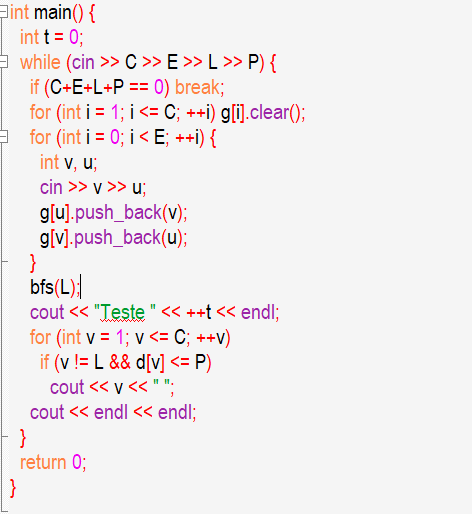 int main() {
int t = 0;
while (cin >> C >> E >> L >> P) {
if (C+E+L+P == 0) break;
for (int i = 1; i <= C; ++i) g[i].clear();
for (int i = 0; i < E; ++i) {
int v, u;
cin >> v >> u;
g[u].push_back(v);
g[v].push_back(u);
}
bfs(L);
cout << "Teste " << ++t << endl;
for (int v = 1; v <= C; ++v)
if (v != L && d[v] <= P)
cout << v << " ";
cout << endl << endl;
}
return 0;
}